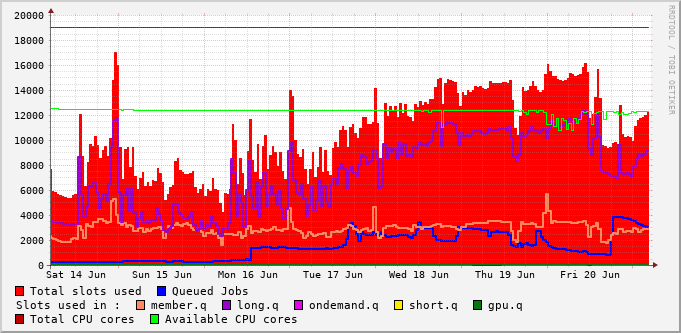 20000
18000
16000
14000
12000
10000
8000
6000
4000
2000
0
Sat 14 Jun Sun 15 Jun Mon 16 Jun Tue 17 Jun Wed 18 Jun Thu 19 Jun Fri 20 Jun
Total slots used Queued Jobs
Slots used in : member.q long.q ondemand.q short.q gpu.q
Total CPU cores Available CPU cores
RRDTOOL / TOBI OETIKER